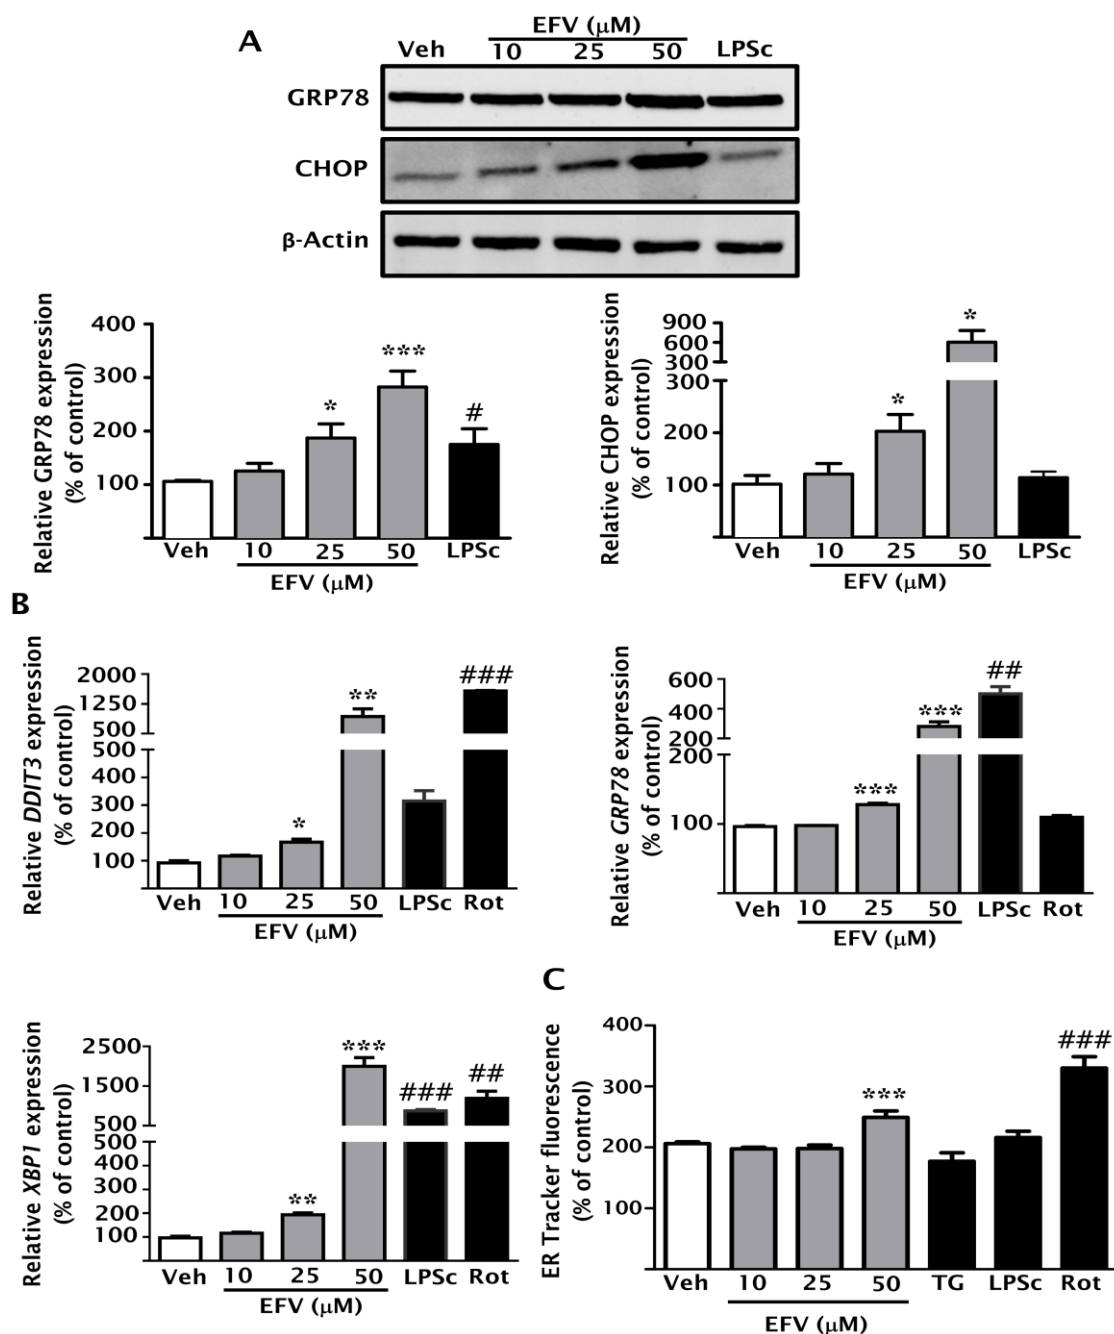 A
EFV (μM)
Veh 10 25 50 LPSc
GRP78
CHOP
β-Actin
Relative GRP78 expression
(% of control)
400
300
200
100
*
***
#
Veh 10 25 50 LPSc
EFV (μM)
Relative CHOP expression
(% of control)
900
600
300
300
200
100
*
*
Veh 10 25 50 LPSc
EFV (μM)
B
Relative DDIT3 expression
(% of control)
2000
1250
500
500
400
300
200
100
*
**
###
Veh 10 25 50 LPSc Rot
EFV (μM)
Relative GRP78 expression
(% of control)
600
400
200
200
100
***
***
##
Veh 10 25 50 LPSc Rot
EFV (μM)
Relative XBP1 expression
(% of control)
2500
1500
500
500
400
300
200
100
**
***
###
##
Veh 10 25 50 LPSc Rot
EFV (μM)
C
ER Tracker fluorescence
(% of control)
400
300
200
100
***
###
Veh 10 25 50 TG LPSc Rot
EFV (μM)